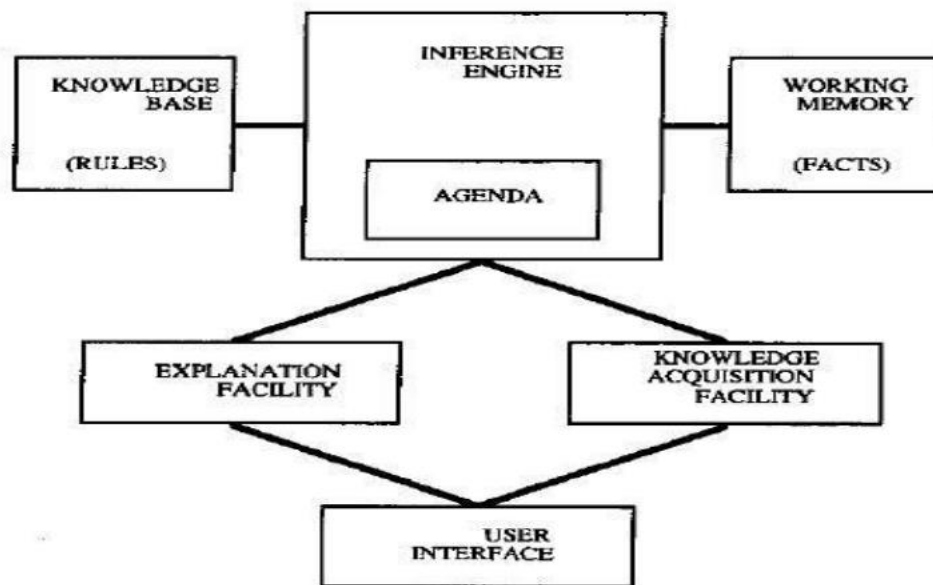 INFERENCE
ENGINE
KNOWLEDGE
BASE
(RULES)
WORKING
MEMORY
(FACTS)
AGENDA
EXPLANATION
FACILITY
KNOWLEDGE
ACQUISITION
FACILITY
USER
INTERFACE